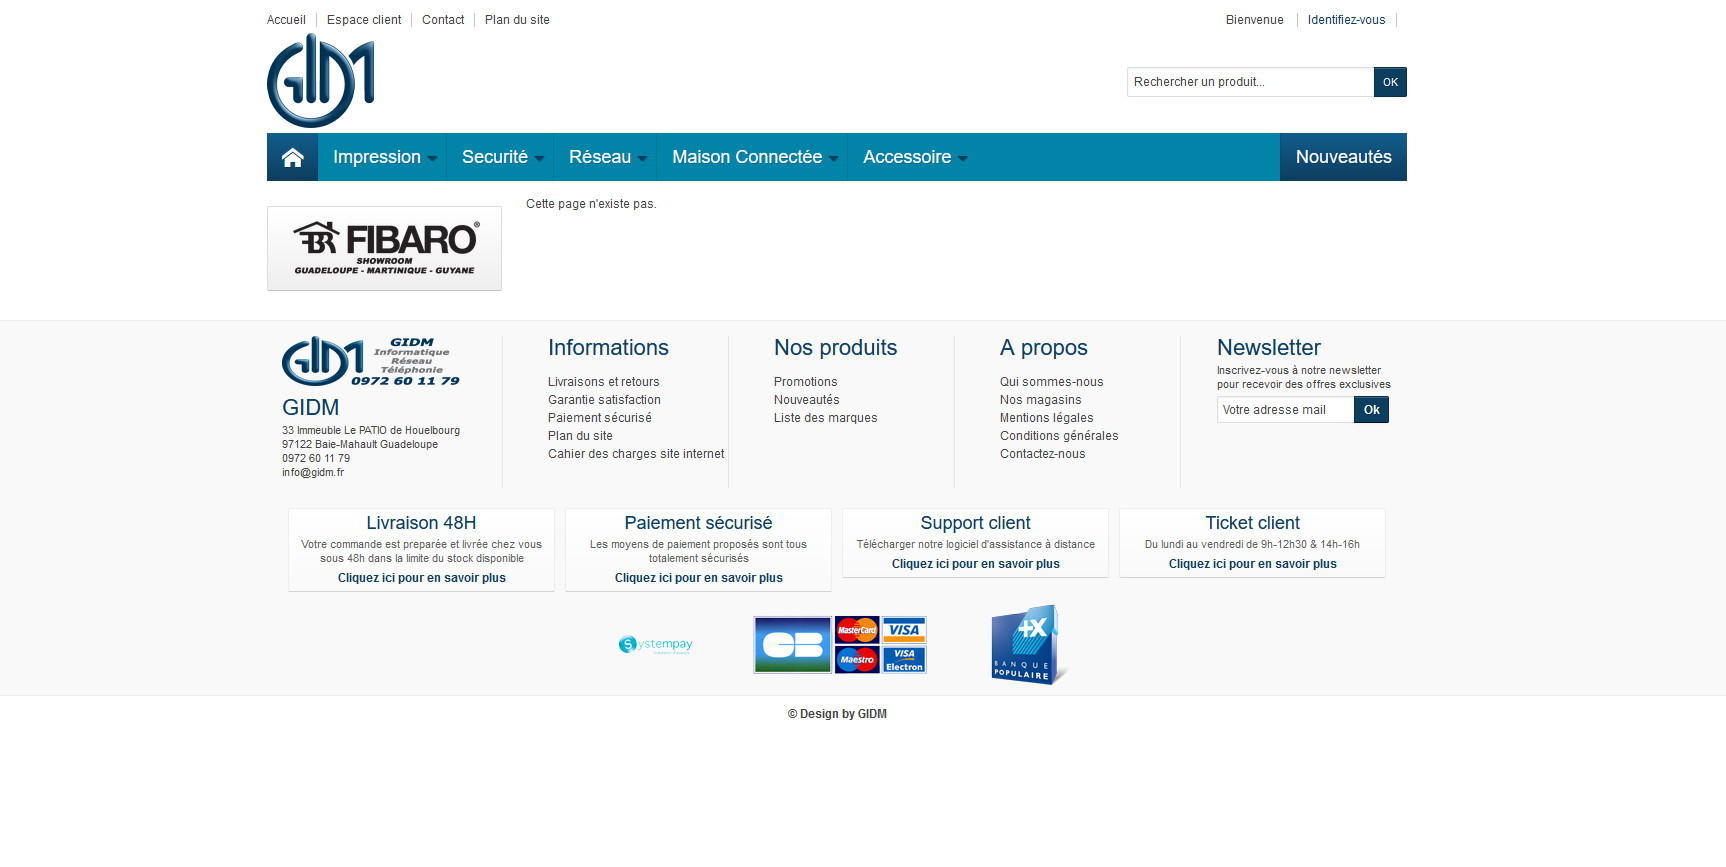 Accueil
Espace client
Contact
Plan du site
Bienvenue
Identifiez-vous
GIDM
Rechercher un produit...
OK
Impression
Securité
Réseau
Maison Connectée
Accessoire
Nouveautés
FIBARO®
SHOWROOM
GUADELOUPE - MARTINIQUE - GUYANE
Cette page n'existe pas.
GIDM
GIDM
Informatique
Réseau
Téléphonie
0972 60 11 79
GIDM
33 Immeuble Le PATIO de Houelbourg
97122 Baie-Mahault Guadeloupe
0972 60 11 79
info@gidm.fr
Informations
Livraisons et retours
Garantie satisfaction
Paiement sécurisé
Plan du site
Cahier des charges site internet
Nos produits
Promotions
Nouveautés
Liste des marques
A propos
Qui sommes-nous
Nos magasins
Mentions légales
Conditions générales
Contactez-nous
Newsletter
Inscrivez-vous à notre newsletter
pour recevoir des offres exclusives
Votre adresse mail
Ok
Livraison 48H
Votre commande est preparée et livrée chez vous
sous 48h dans la limite du stock disponible
Cliquez ici pour en savoir plus
Paiement sécurisé
Les moyens de paiement proposés sont tous
totalement sécurisés
Cliquez ici pour en savoir plus
Support client
Télécharger notre logiciel d'assistance à distance
Cliquez ici pour en savoir plus
Ticket client
Du lundi au vendredi de 9h-12h30 & 14h-16h
Cliquez ici pour en savoir plus
Systempay
CB
MasterCard
VISA
Maestro
VISA
Electron
+X
BANQUE
POPULAIRE
© Design by GIDM